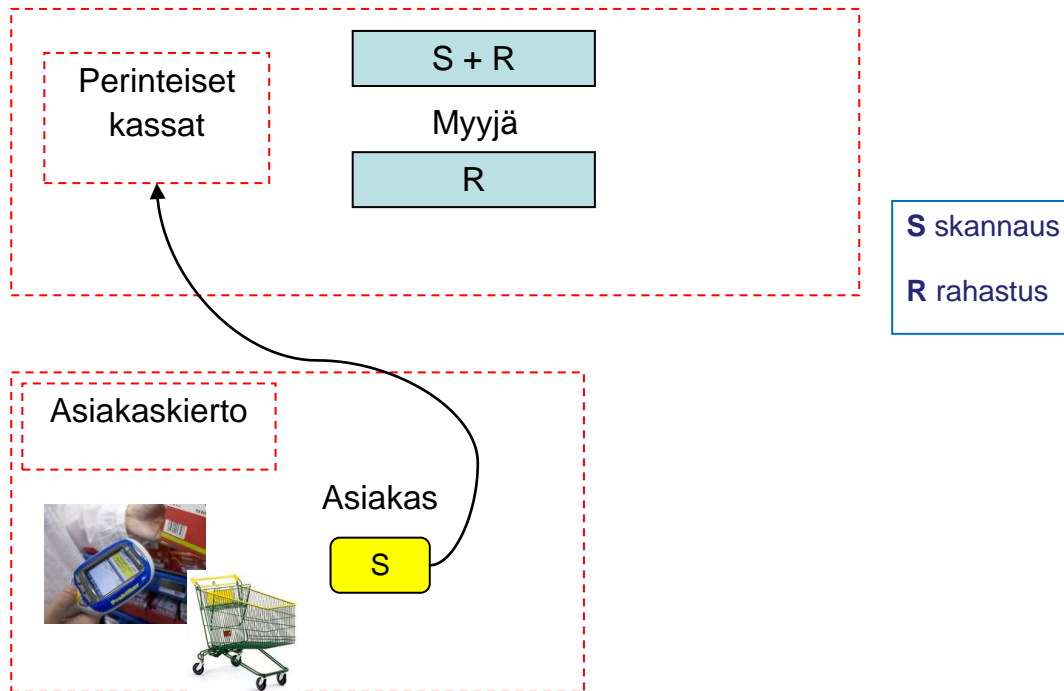 S + R
Perinteiset
kassat
Myyjä
R
S skannaus
R rahastus
Asiakaskierto
Asiakas
S